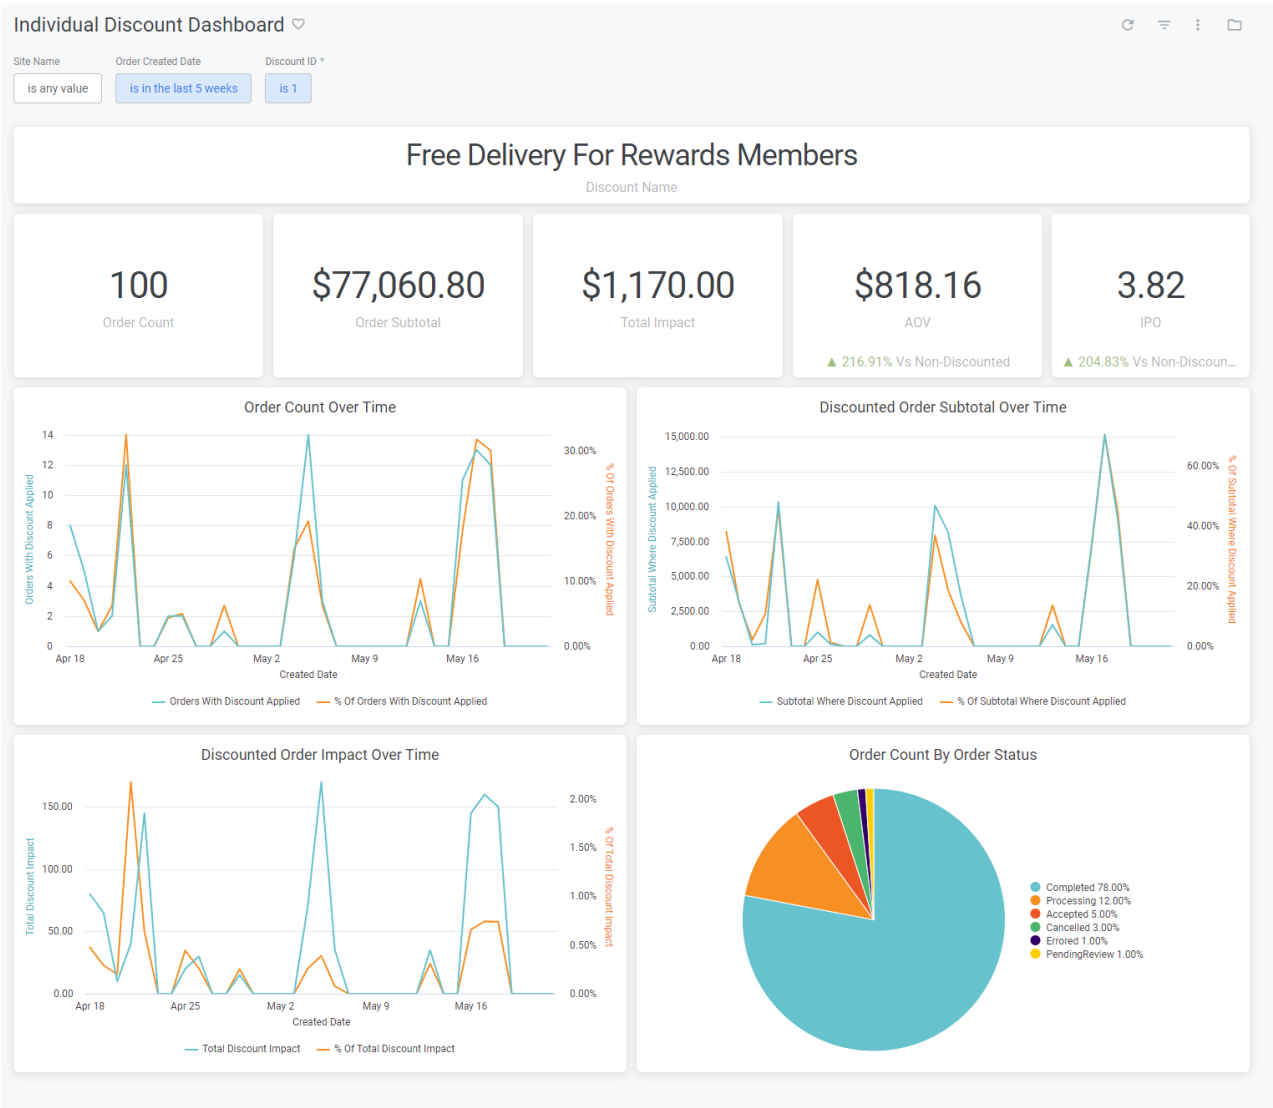 Individual Discount Dashboard
Site Name Order Created Date Discount ID *
is any value is in the last 5 weeks is 1
Free Delivery For Rewards Members
Discount Name
100 $77,060.80 $1,170.00 $818.16 3.82
Order Count Order Subtotal Total Impact AOV IPO
▲ 216.91% Vs Non-Discounted ▲ 204.83% Vs Non-Discoun...
Order Count Over Time
Orders With Discount Applied
14
12
10
8
6
4
2
0
30.00%
20.00%
10.00%
0.00%
% Of Orders With Discount Applied
Apr 18 Apr 25 May 2 May 9 May 16
Created Date
Orders With Discount Applied % Of Orders With Discount Applied
Discounted Order Subtotal Over Time
Subtotal Where Discount Applied
15,000.00
12,500.00
10,000.00
7,500.00
5,000.00
2,500.00
0.00
60.00%
40.00%
20.00%
0.00%
% Of Subtotal Where Discount Applied
Apr 18 Apr 25 May 2 May 9 May 16
Created Date
Subtotal Where Discount Applied % Of Subtotal Where Discount Applied
Discounted Order Impact Over Time
Total Discount Impact
150.00
100.00
50.00
0.00
2.00%
1.50%
1.00%
0.50%
0.00%
% Of Total Discount Impact
Apr 18 Apr 25 May 2 May 9 May 16
Created Date
Total Discount Impact % Of Total Discount Impact
Order Count By Order Status
Completed 78.00%
Processing 12.00%
Accepted 5.00%
Cancelled 3.00%
Errored 1.00%
PendingReview 1.00%